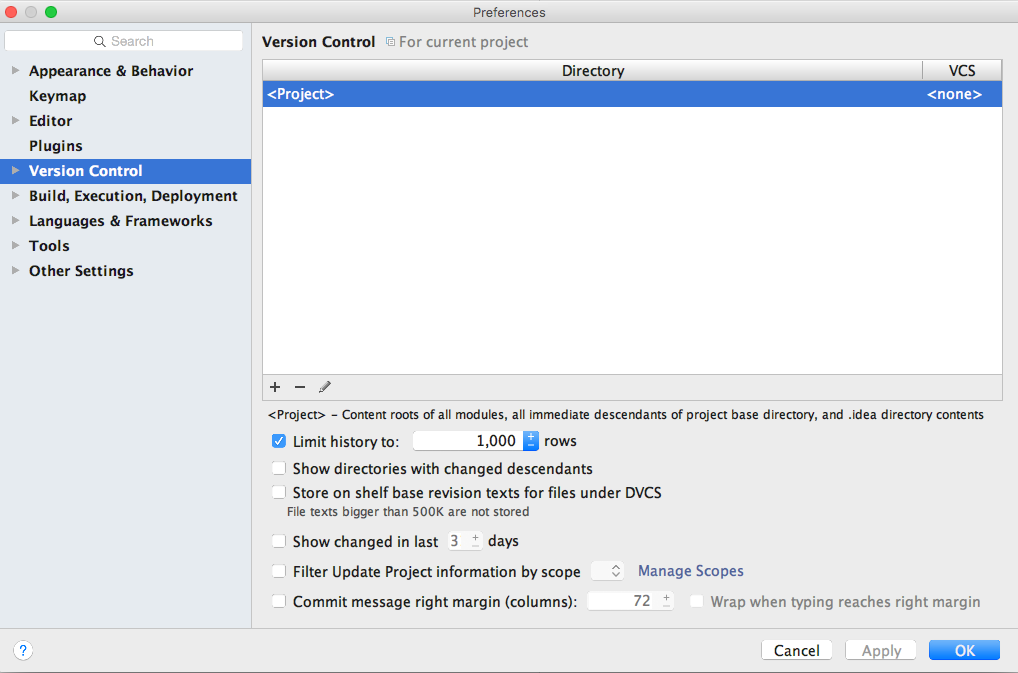 Preferences
Search
Version Control For current project
Appearance & Behavior
Keymap
Editor
Plugins
Version Control
Build, Execution, Deployment
Languages & Frameworks
Tools
Other Settings
Directory VCS
<Project> <none>
<Project> – Content roots of all modules, all immediate descendants of project base directory, and .idea directory contents
Limit history to: 1,000 rows
Show directories with changed descendants
Store on shelf base revision texts for files under DVCS
File texts bigger than 500K are not stored
Show changed in last 3 days
Filter Update Project information by scope Manage Scopes
Commit message right margin (columns): 72 Wrap when typing reaches right margin
? Cancel Apply OK